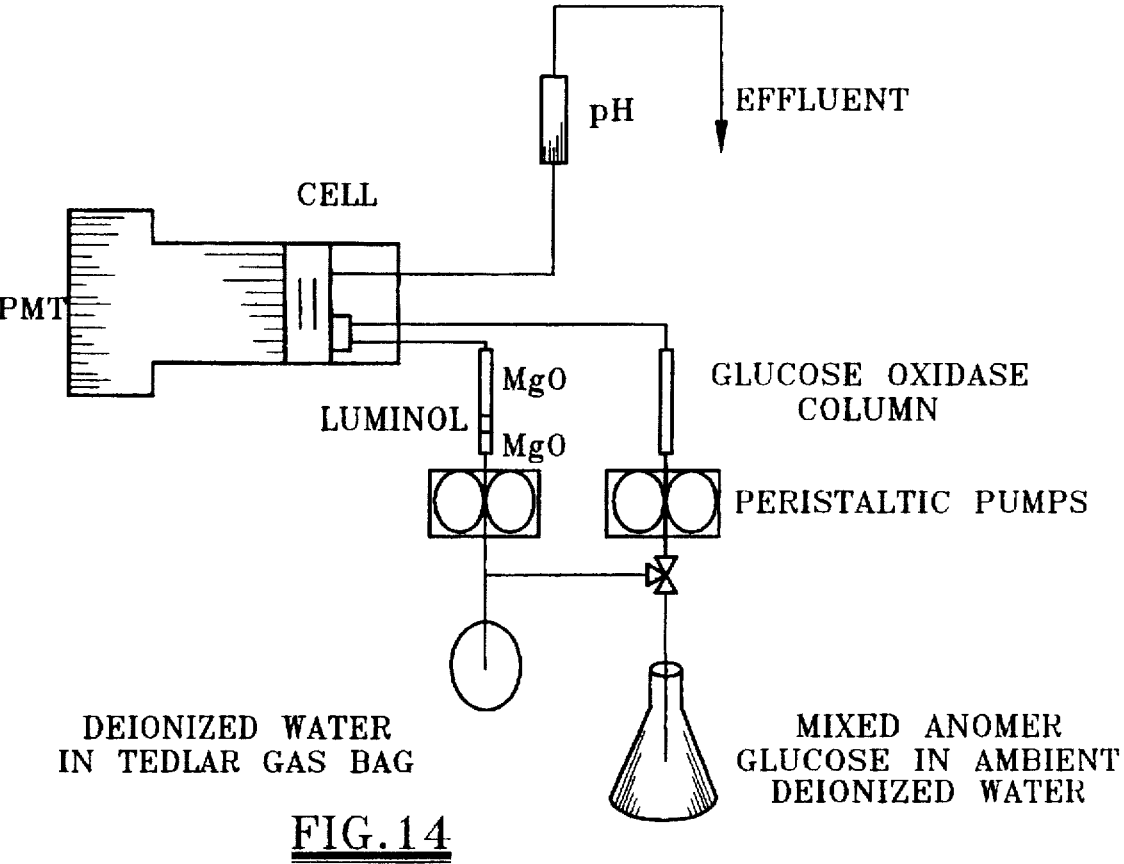 EFFLUENT
pH
CELL
PMT
MgO
GLUCOSE OXIDASE
COLUMN
LUMINOL
MgO
PERISTALTIC PUMPS
DEIONIZED WATER
IN TEDLAR GAS BAG
MIXED ANOMER
GLUCOSE IN AMBIENT
DEIONIZED WATER
FIG.14